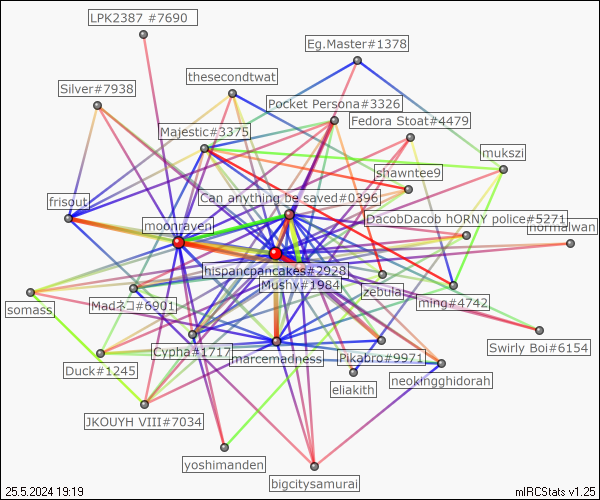 LPK2387 #7690
Eg.Master#1378
thesecondtwat
Silver#7938
Pocket Persona#3326
Fedora Stoat#4479
Majestic#3375
mukszi
shawntee9
Can anything be saved#0396
frisout
DacobDacob hORNY police#5271
moonraven
normalwan
hispancpancakes#2928
Mushy#1984
zebulal
ming#4742
Madネコ#6901
somass
Swirly Boi#6154
Cypha#1717
marcemadness
Pikabro#9971
Duck#1245
neokingghidorah
eliakith
JKOUYH VIII#7034
yoshimanden
bigcitysamurai
25.5.2024 19:19
mIRCStats v1.25